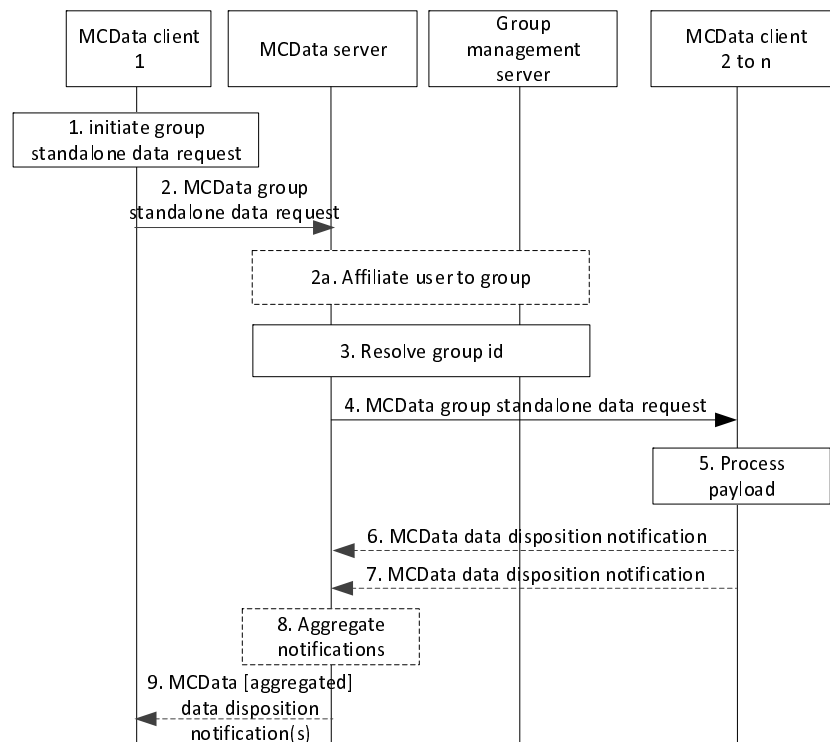 MCData client
1
MCData server
Group
management
server
MCData client
2 to n
1. initiate group
standalone data request
2. MCData group
standalone data request
2a. Affiliate user to group
3. Resolve group id
4. MCData group standalone data request
5. Process
payload
6. MCData data disposition notification
7. MCData data disposition notification
8. Aggregate
notifications
9. MCData [aggregated]
data disposition
notification(s)